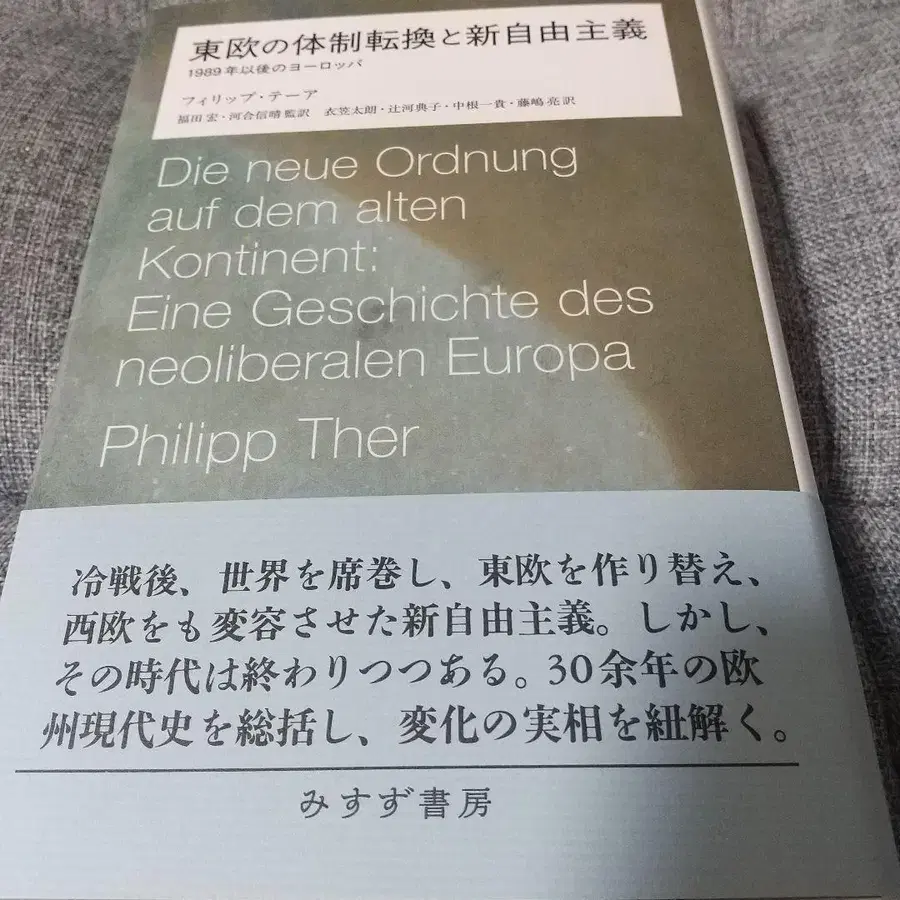 東欧の体制転換と新自由主義
1989年以後のヨーロッパ
フィリップ・テーア
福田 宏・河合信晴 監訳　衣笠太朗・辻河典子・中根一貴・藤嶋 亮 訳
Die neue Ordnung
auf dem alten
Kontinent:
Eine Geschichte des
neoliberalen Europa
Philipp Ther
冷戦後、世界を席巻し、東欧を作り替え、
西欧をも変容させた新自由主義。しかし、
その時代は終わりつつある。30余年の欧
州現代史を総括し、変化の実相を紐解く。
みすず書房